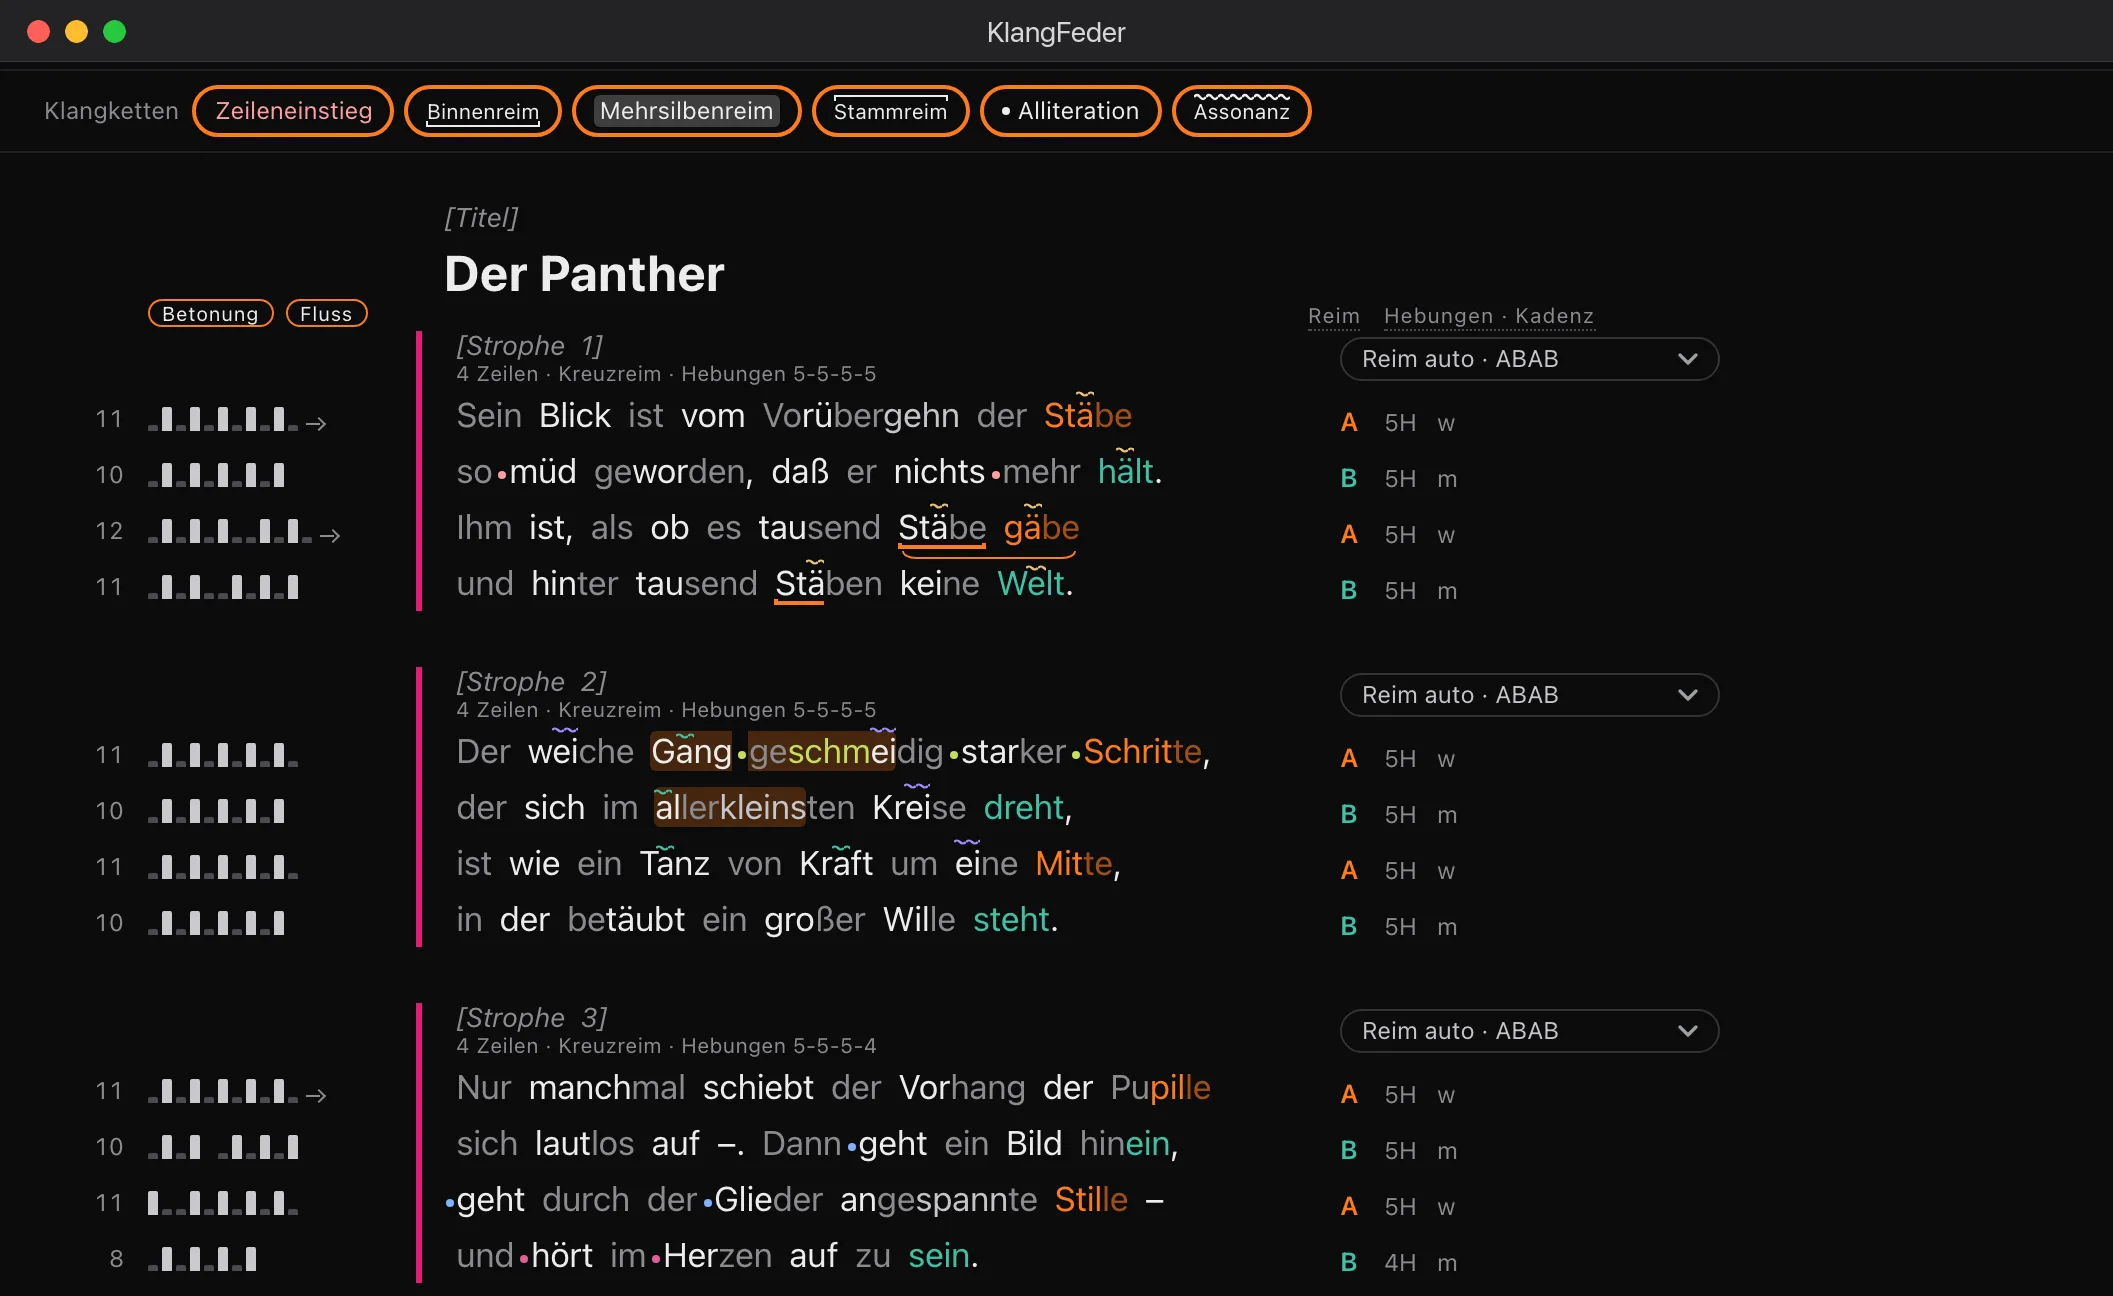 KlangFeder
Klangketten Zeileneinstieg Binnenreim Mehrsilbenreim Stammreim • Alliteration Assonanz
[Titel]
Der Panther
Betonung Fluss
Reim Hebungen · Kadenz
[Strophe 1]
4 Zeilen · Kreuzreim · Hebungen 5-5-5-5
Reim auto · ABAB
11 → Sein Blick ist vom Vorübergehn der Stäbe A 5H w
10 so •müd geworden, daß er nichts •mehr hält. B 5H m
12 → Ihm ist, als ob es tausend Stäbe gäbe A 5H w
11 und hinter tausend Stäben keine Welt. B 5H m
[Strophe 2]
4 Zeilen · Kreuzreim · Hebungen 5-5-5-5
Reim auto · ABAB
11 Der weiche Gang •geschmeidig •starker •Schritte, A 5H w
10 der sich im allerkleinsten Kreise dreht, B 5H m
11 ist wie ein Tanz von Kraft um eine Mitte, A 5H w
10 in der betäubt ein großer Wille steht. B 5H m
[Strophe 3]
4 Zeilen · Kreuzreim · Hebungen 5-5-5-4
Reim auto · ABAB
11 → Nur manchmal schiebt der Vorhang der Pupille A 5H w
10 sich lautlos auf –. Dann •geht ein Bild hinein, B 5H m
11 •geht durch der •Glieder angespannte Stille – A 5H w
8 und •hört im •Herzen auf zu sein. B 4H m